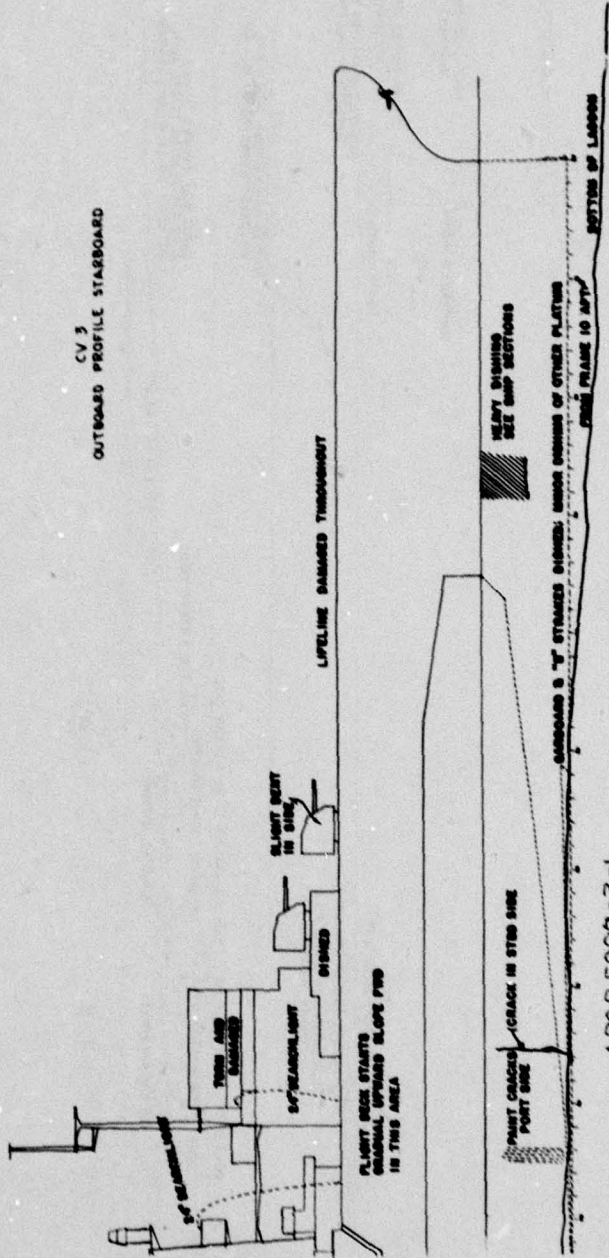 CV 3
OUTBOARD PROFILE STARBOARD
LIFELINE DAMAGED THROUGHOUT
SLIGHT DENT
IN SIDE
DISHED
TORN AND
DAMAGED
24" SEARCHLIGHT
24" SEARCHLIGHT
FLIGHT DECK STARTS
GRADUAL UPWARD SLOPE FWD
IN THIS AREA
HEAVY DISHING
SEE SHIP SECTIONS
PAINT CRACKS
PORT SIDE
CRACK IN STBD SIDE
GARBOARD & "B" STRAKES DISHED; MINOR DISHING OF OTHER PLATING
FROM FRAME 10 AFT
BOTTOM OF LAGOON